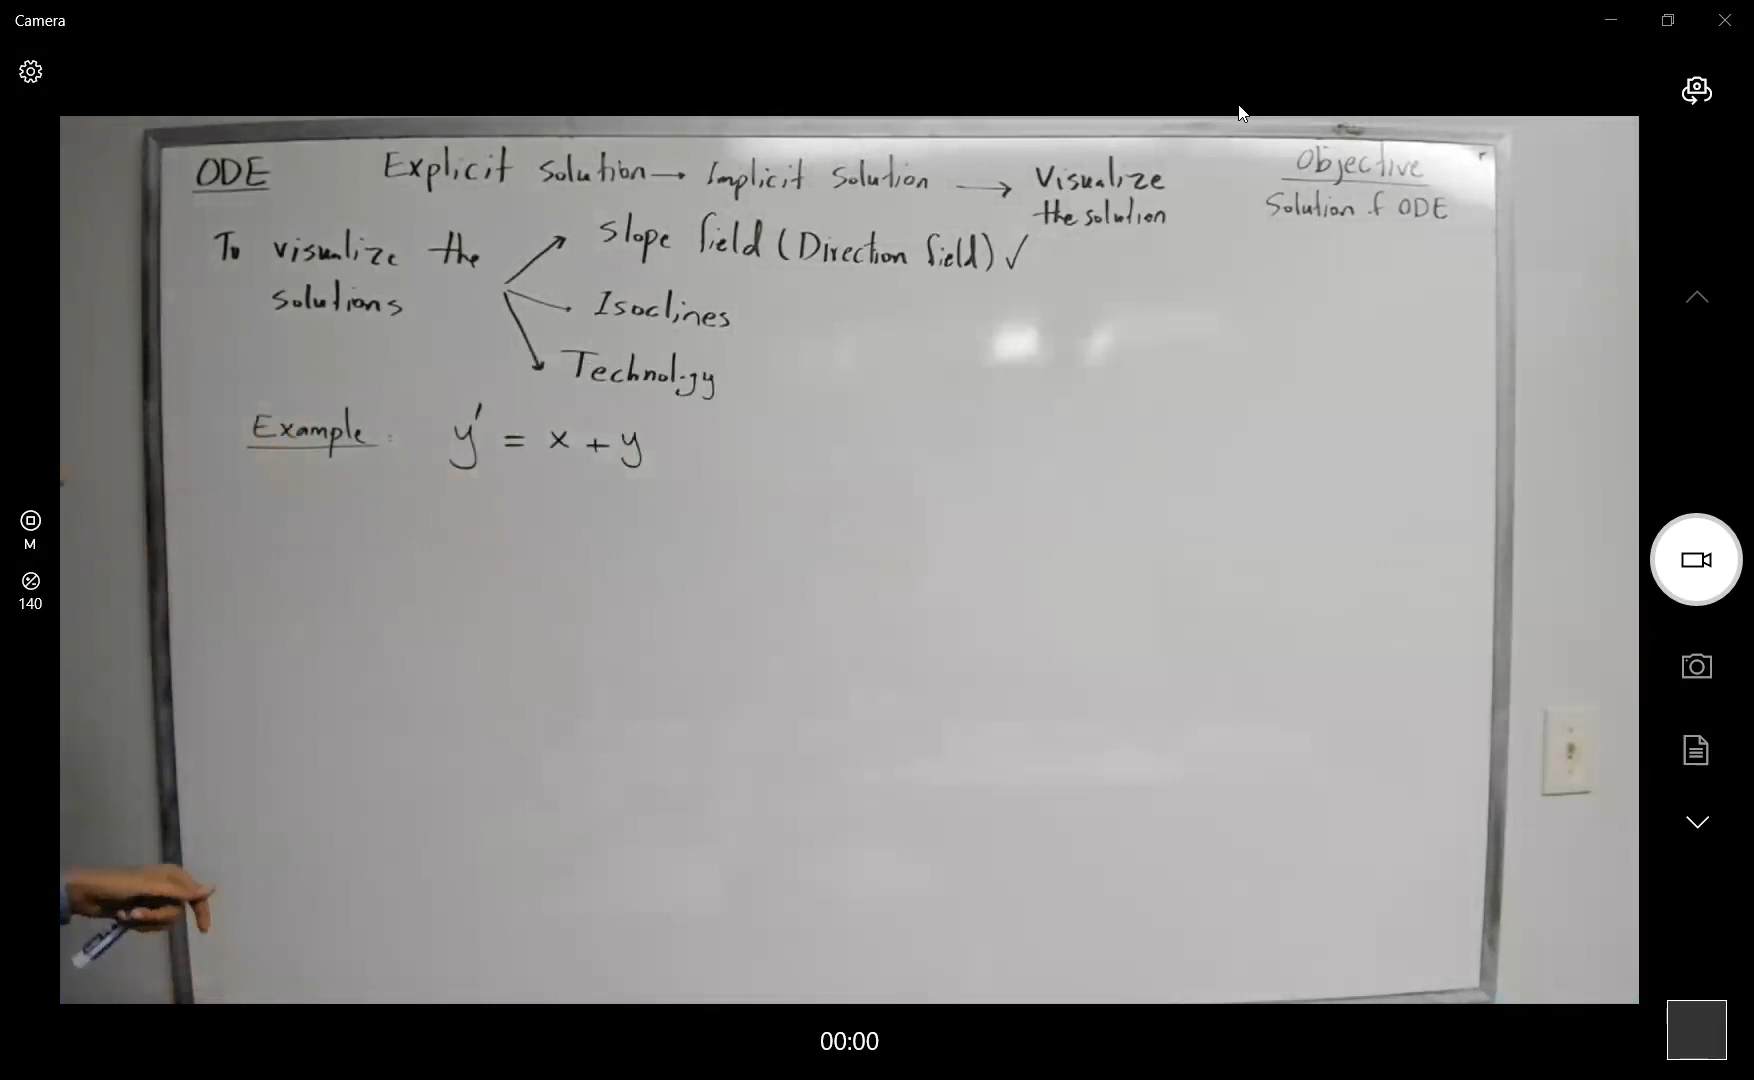 Camera
ODE Explicit solution → Implicit Solution → Visualize the solution
Objective
Solution of ODE
To visualize the solutions
Slope field (Direction field) ✓
Isoclines
Technology
Example: y' = x + y
M
140
00:00